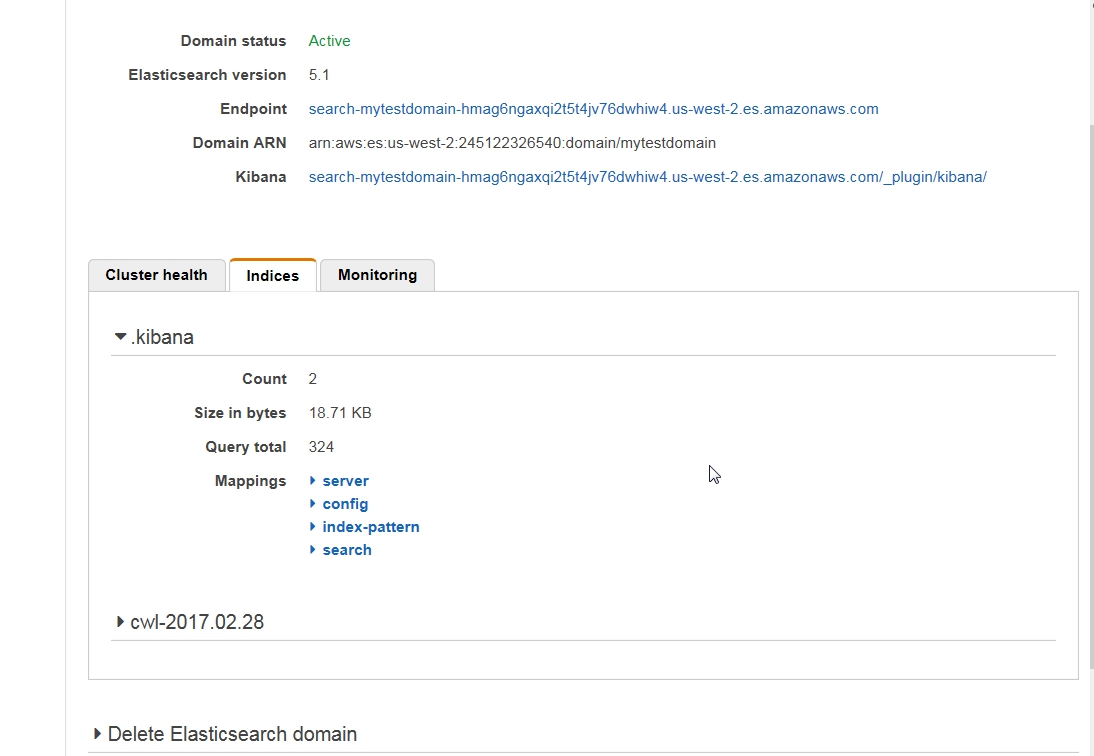 Domain status Active
Elasticsearch version 5.1
Endpoint search-mytestdomain-hmag6ngaxqi2t5t4jv76dwhiw4.us-west-2.es.amazonaws.com
Domain ARN arn:aws:es:us-west-2:245122326540:domain/mytestdomain
Kibana search-mytestdomain-hmag6ngaxqi2t5t4jv76dwhiw4.us-west-2.es.amazonaws.com/_plugin/kibana/
Cluster health Indices Monitoring
.kibana
Count 2
Size in bytes 18.71 KB
Query total 324
Mappings server
config
index-pattern
search
cwl-2017.02.28
Delete Elasticsearch domain